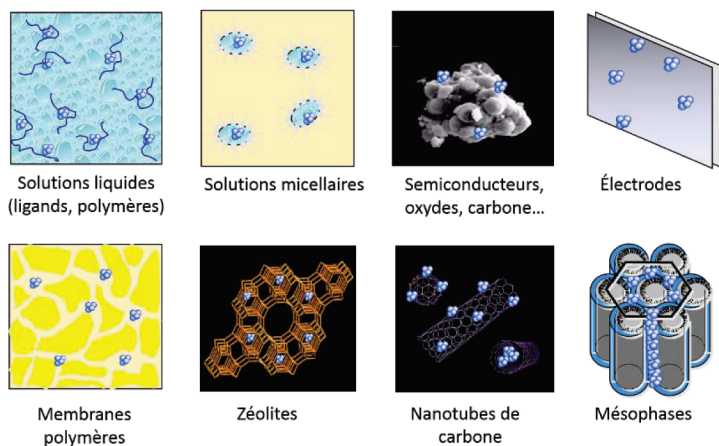 Solutions liquides
(ligands, polymères)
Solutions micellaires
Semiconducteurs,
oxydes, carbone...
Électrodes
Membranes
polymères
Zéolites
Nanotubes de
carbone
Mésophases